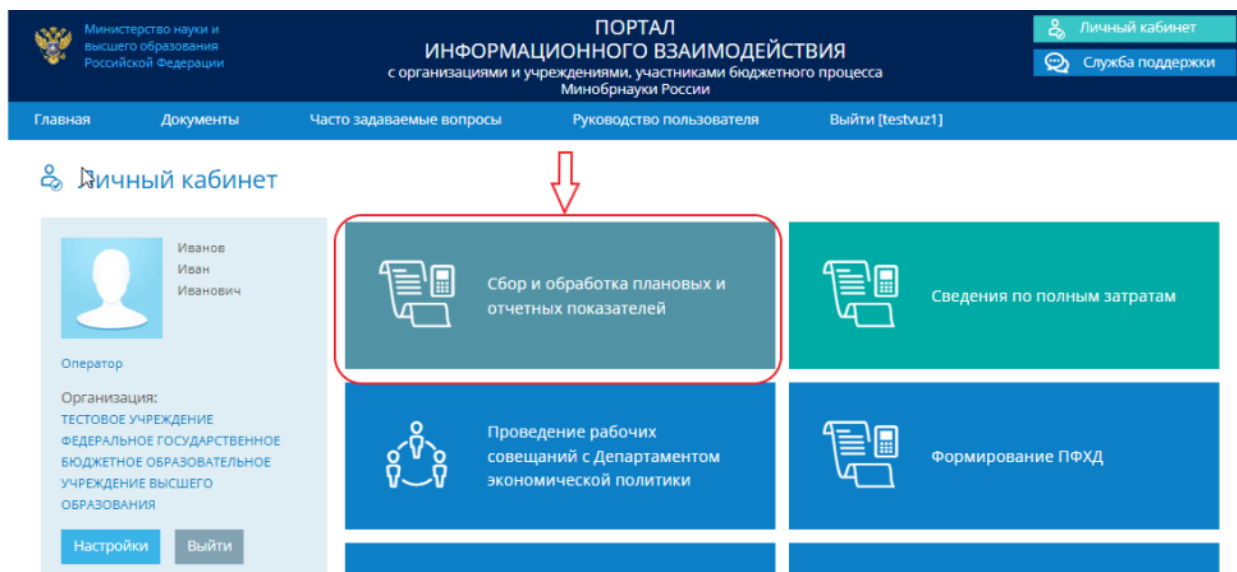 Министерство науки и
высшего образования
Российской Федерации
ПОРТАЛ
ИНФОРМАЦИОННОГО ВЗАИМОДЕЙСТВИЯ
с организациями и учреждениями, участниками бюджетного процесса
Минобрнауки России
Личный кабинет
Служба поддержки
Главная Документы Часто задаваемые вопросы Руководство пользователя Выйти [testvuz1]
Личный кабинет
Иванов
Иван
Иванович
Оператор
Организация:
ТЕСТОВОЕ УЧРЕЖДЕНИЕ
ФЕДЕРАЛЬНОЕ ГОСУДАРСТВЕННОЕ
БЮДЖЕТНОЕ ОБРАЗОВАТЕЛЬНОЕ
УЧРЕЖДЕНИЕ ВЫСШЕГО
ОБРАЗОВАНИЯ
Настройки Выйти
Сбор и обработка плановых и
отчетных показателей
Сведения по полным затратам
Проведение рабочих
совещаний с Департаментом
экономической политики
Формирование ПФХД